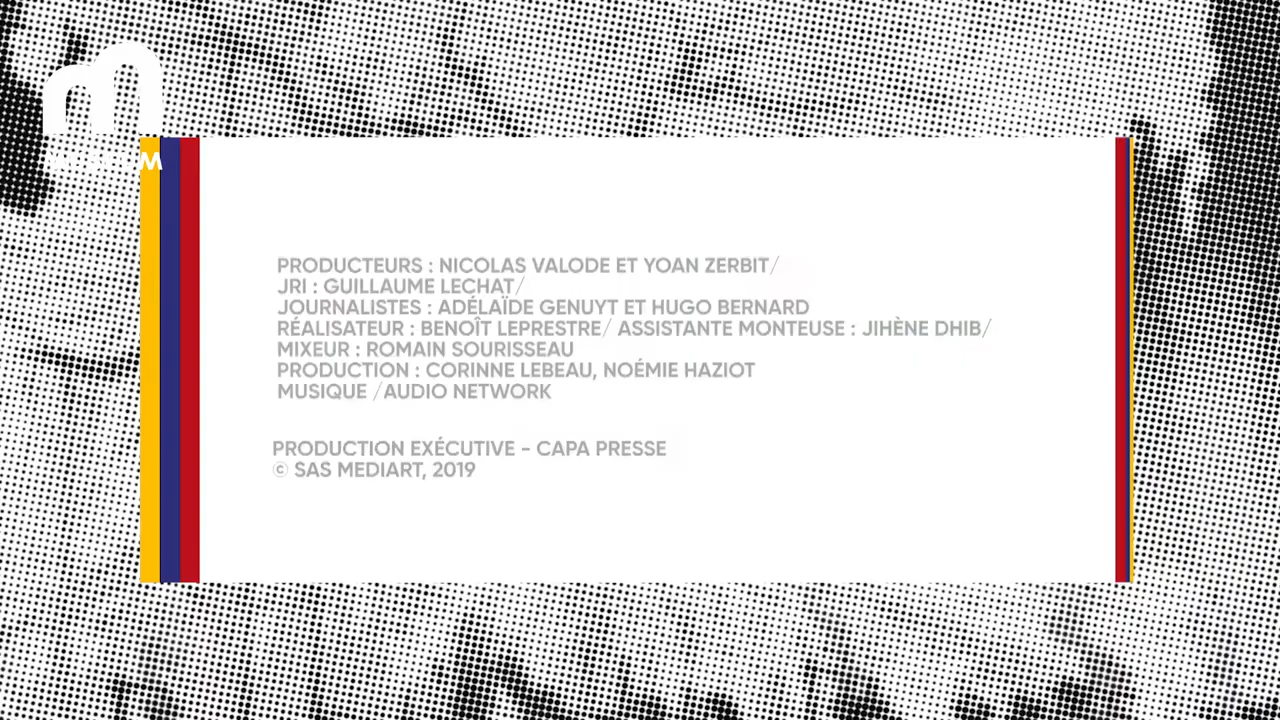 MUSEUM
PRODUCTEURS : NICOLAS VALODE ET YOAN ZERBIT/
JRI : GUILLAUME LECHAT/
JOURNALISTES : ADÉLAÏDE GENUYT ET HUGO BERNARD
RÉALISATEUR : BENOÎT LEPRESTRE/ ASSISTANTE MONTEUSE : JIHÈNE DHIB/
MIXEUR : ROMAIN SOURISSEAU
PRODUCTION : CORINNE LEBEAU, NOÉMIE HAZIOT
MUSIQUE /AUDIO NETWORK
PRODUCTION EXÉCUTIVE - CAPA PRESSE
© SAS MEDIART, 2019